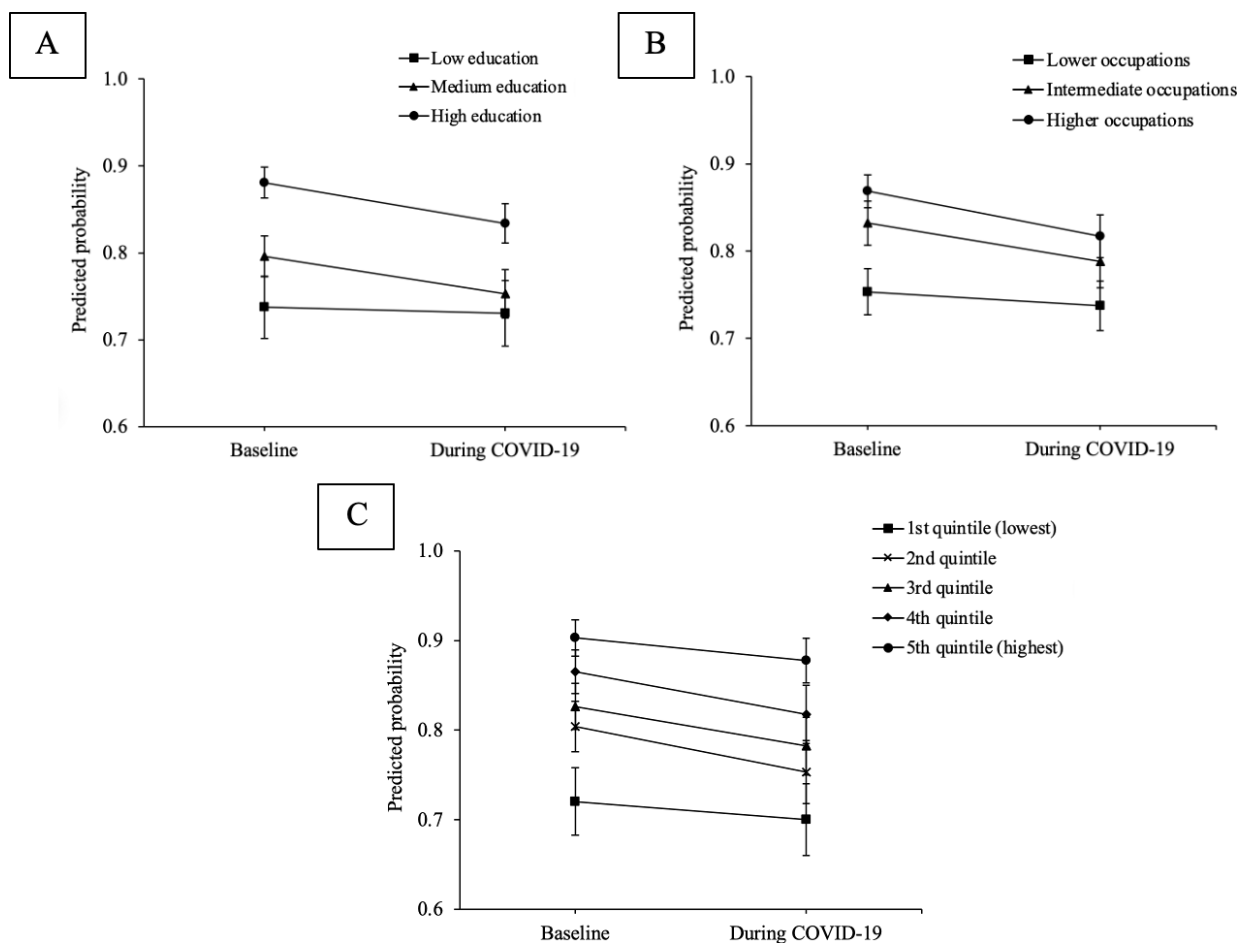 A
Low education
Medium education
High education
1.0
0.9
0.8
0.7
0.6
Predicted probability
Baseline
During COVID-19
B
Lower occupations
Intermediate occupations
Higher occupations
1.0
0.9
0.8
0.7
0.6
Predicted probability
Baseline
During COVID-19
C
1st quintile (lowest)
2nd quintile
3rd quintile
4th quintile
5th quintile (highest)
1.0
0.9
0.8
0.7
0.6
Predicted probability
Baseline
During COVID-19